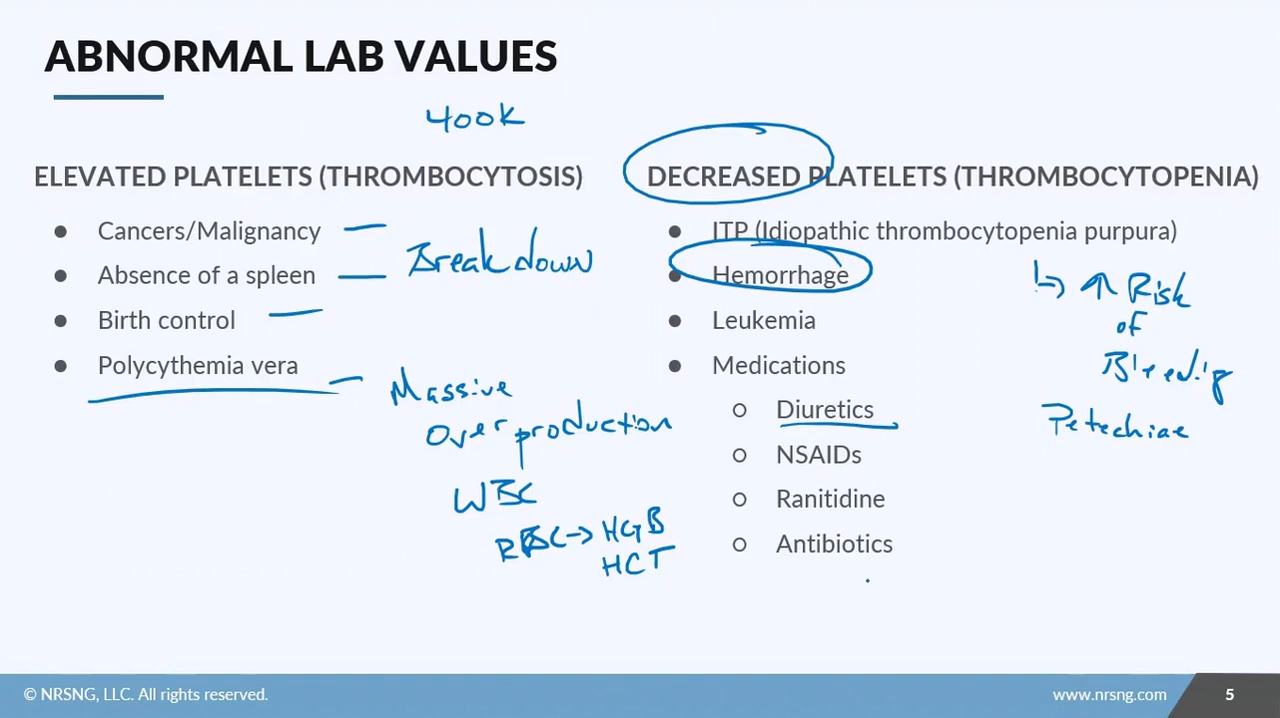 ABNORMAL LAB VALUES
400K
ELEVATED PLATELETS (THROMBOCYTOSIS)
● Cancers/Malignancy
● Absence of a spleen
● Birth control
● Polycythemia vera
Breakdown
Massive
Over production
WBC
RBC → HGB
HCT
DECREASED PLATELETS (THROMBOCYTOPENIA)
● ITP (Idiopathic thrombocytopenia purpura)
● Hemorrhage
● Leukemia
● Medications
○ Diuretics
○ NSAIDs
○ Ranitidine
○ Antibiotics
↳ ↑ Risk
of
Bleeding
Petechiae
© NRSNG, LLC. All rights reserved.
www.nrsng.com
5